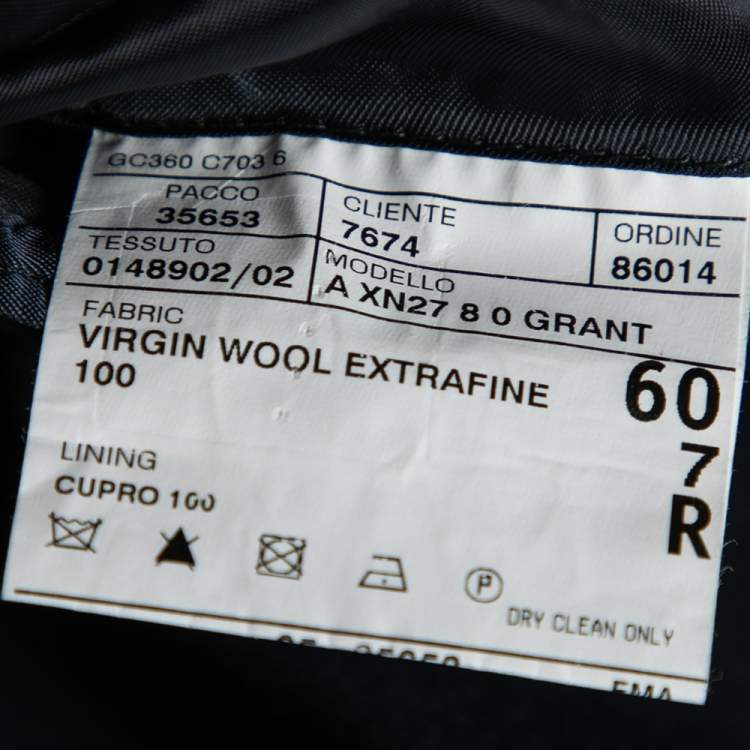 GC360 C703 6
PACCO
35653
CLIENTE
7674
ORDINE
86014
TESSUTO
0148902/02
MODELLO
A XN27 8 0 GRANT
FABRIC
VIRGIN WOOL EXTRAFINE
100
60
7
R
LINING
CUPRO 100
P
DRY CLEAN ONLY